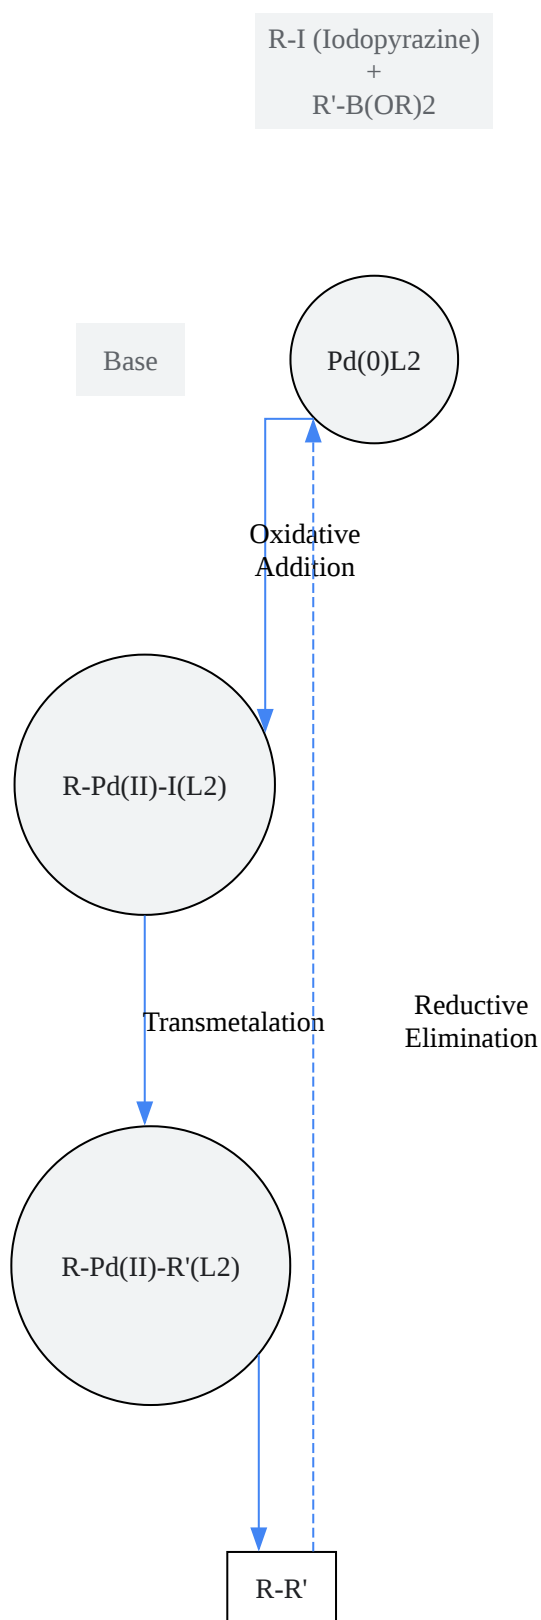 R-I (Iodopyrazine)
+
R'-B(OR)2
Base
Pd(0)L2
Oxidative
Addition
R-Pd(II)-I(L2)
Transmetalation
Reductive
Elimination
R-Pd(II)-R'(L2)
R-R'